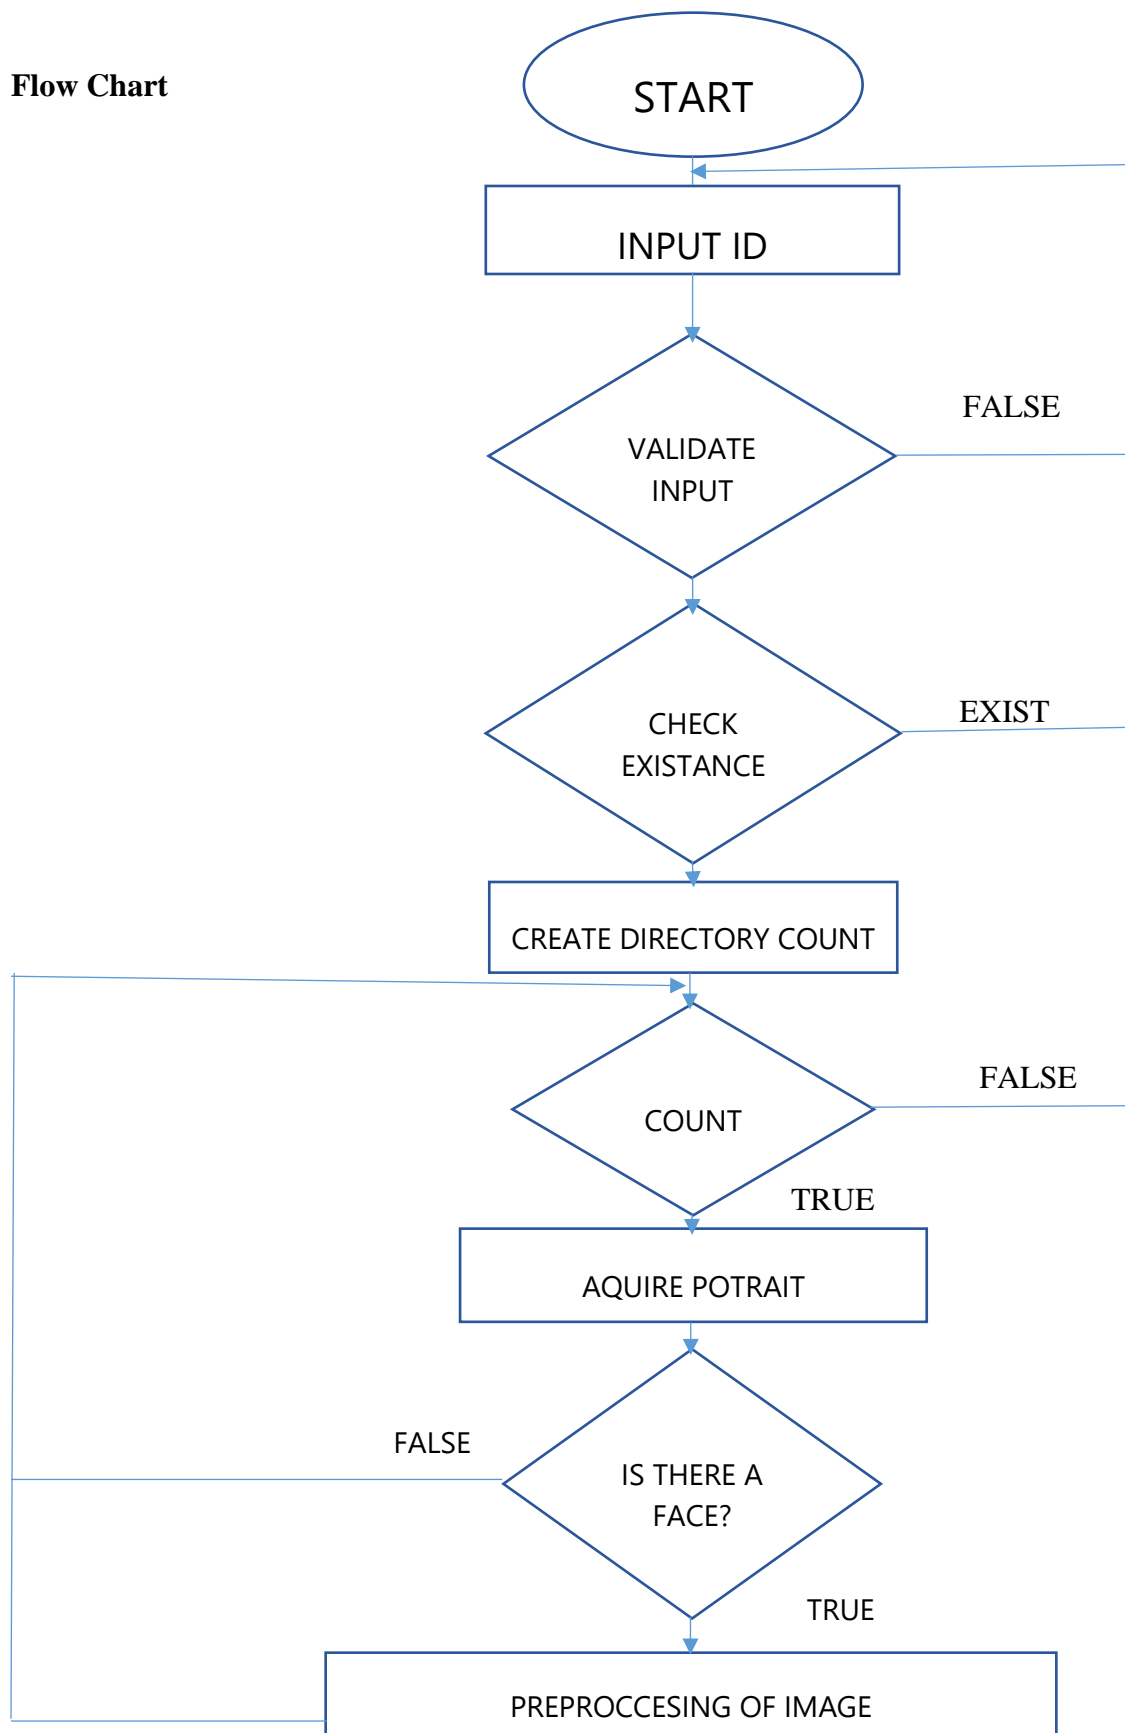 Flow Chart
START
INPUT ID
FALSE
VALIDATE
INPUT
EXIST
CHECK
EXISTANCE
CREATE DIRECTORY COUNT
FALSE
COUNT
TRUE
AQUIRE POTRAIT
FALSE
IS THERE A
FACE?
TRUE
PREPROCCESING OF IMAGE